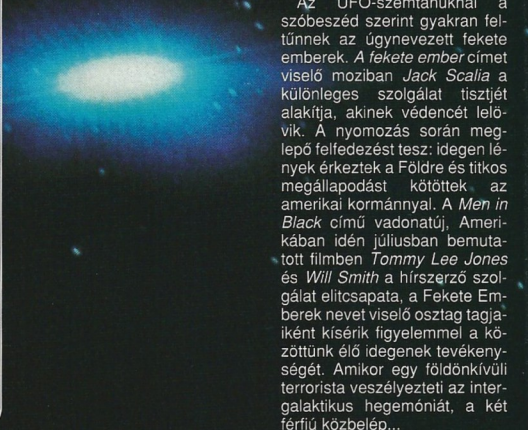 Az UFO-szemtanúknál a
szóbeszéd szerint gyakran fel-
tűnnek az úgynevezett fekete
emberek. A fekete ember címet
viselő moziban Jack Scalia a
különleges szolgálat tisztjét
alakítja, akinek védencét lelö-
vik. A nyomozás során meg-
lepő felfedezést tesz: idegen lé-
nyek érkeztek a Földre és titkos
megállapodást kötöttek az
amerikai kormánnyal. A Men in
Black című vadonatúj, Ameri-
kában idén júliusban bemuta-
tott filmben Tommy Lee Jones
és Will Smith a hírszerző szol-
gálat elitcsapata, a Fekete Em-
berek nevet viselő osztag tagja-
iként kísérik figyelemmel a kö-
zöttünk élő idegenek tevékeny-
ségét. Amikor egy földönkívüli
terrorista veszélyezteti az inter-
galaktikus hegemóniát, a két
férfiú közbelép...